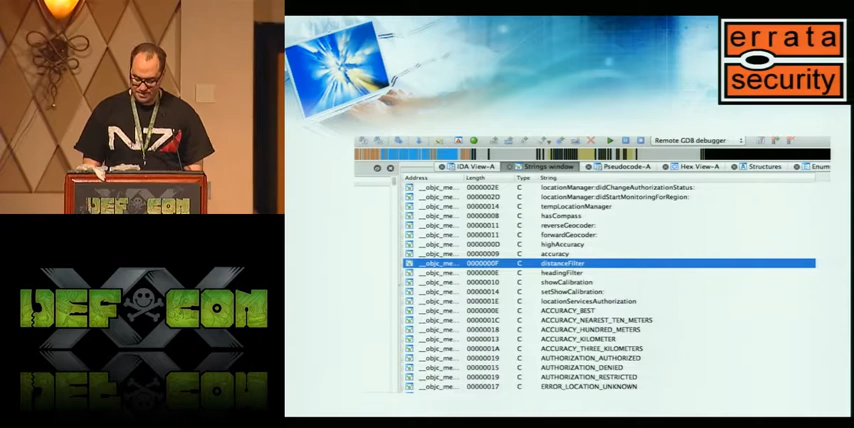 errata
security
N7
DEF CON
DEF CON
Remote GDB debugger
IDA View-A Strings window Pseudocode-A Hex View-A Structures Enum
Address Length Type String
__objc_me... 0000002E C locationManager:didChangeAuthorizationStatus:
__objc_me... 0000002D C locationManager:didStartMonitoringForRegion:
__objc_me... 00000014 C tempLocationManager
__objc_me... 0000000B C hasCompass
__objc_me... 00000011 C reverseGeocoder:
__objc_me... 00000011 C forwardGeocoder:
__objc_me... 0000000D C highAccuracy
__objc_me... 00000009 C accuracy
__objc_me... 0000000F C distanceFilter
__objc_me... 0000000E C headingFilter
__objc_me... 00000010 C showCalibration
__objc_me... 00000014 C setShowCalibration:
__objc_me... 0000001E C locationServicesAuthorization
__objc_me... 0000000E C ACCURACY_BEST
__objc_me... 0000001C C ACCURACY_NEAREST_TEN_METERS
__objc_me... 00000018 C ACCURACY_HUNDRED_METERS
__objc_me... 00000013 C ACCURACY_KILOMETER
__objc_me... 0000001A C ACCURACY_THREE_KILOMETERS
__objc_me... 00000019 C AUTHORIZATION_AUTHORIZED
__objc_me... 00000015 C AUTHORIZATION_DENIED
__objc_me... 00000019 C AUTHORIZATION_RESTRICTED
__objc_me... 00000017 C ERROR_LOCATION_UNKNOWN